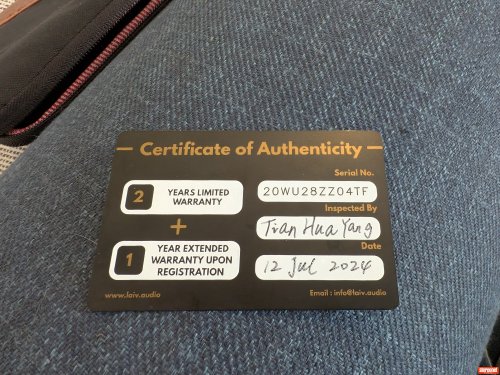 Certificate of Authenticity
Serial No.
2 YEARS LIMITED
WARRANTY
20WU28ZZ04TF
Inspected By
+
Tian Hua Yang
Date
1 YEAR EXTENDED
WARRANTY UPON
REGISTRATION
12 Jul 2024
www.laiv.audio
Email : info@laiv.audio